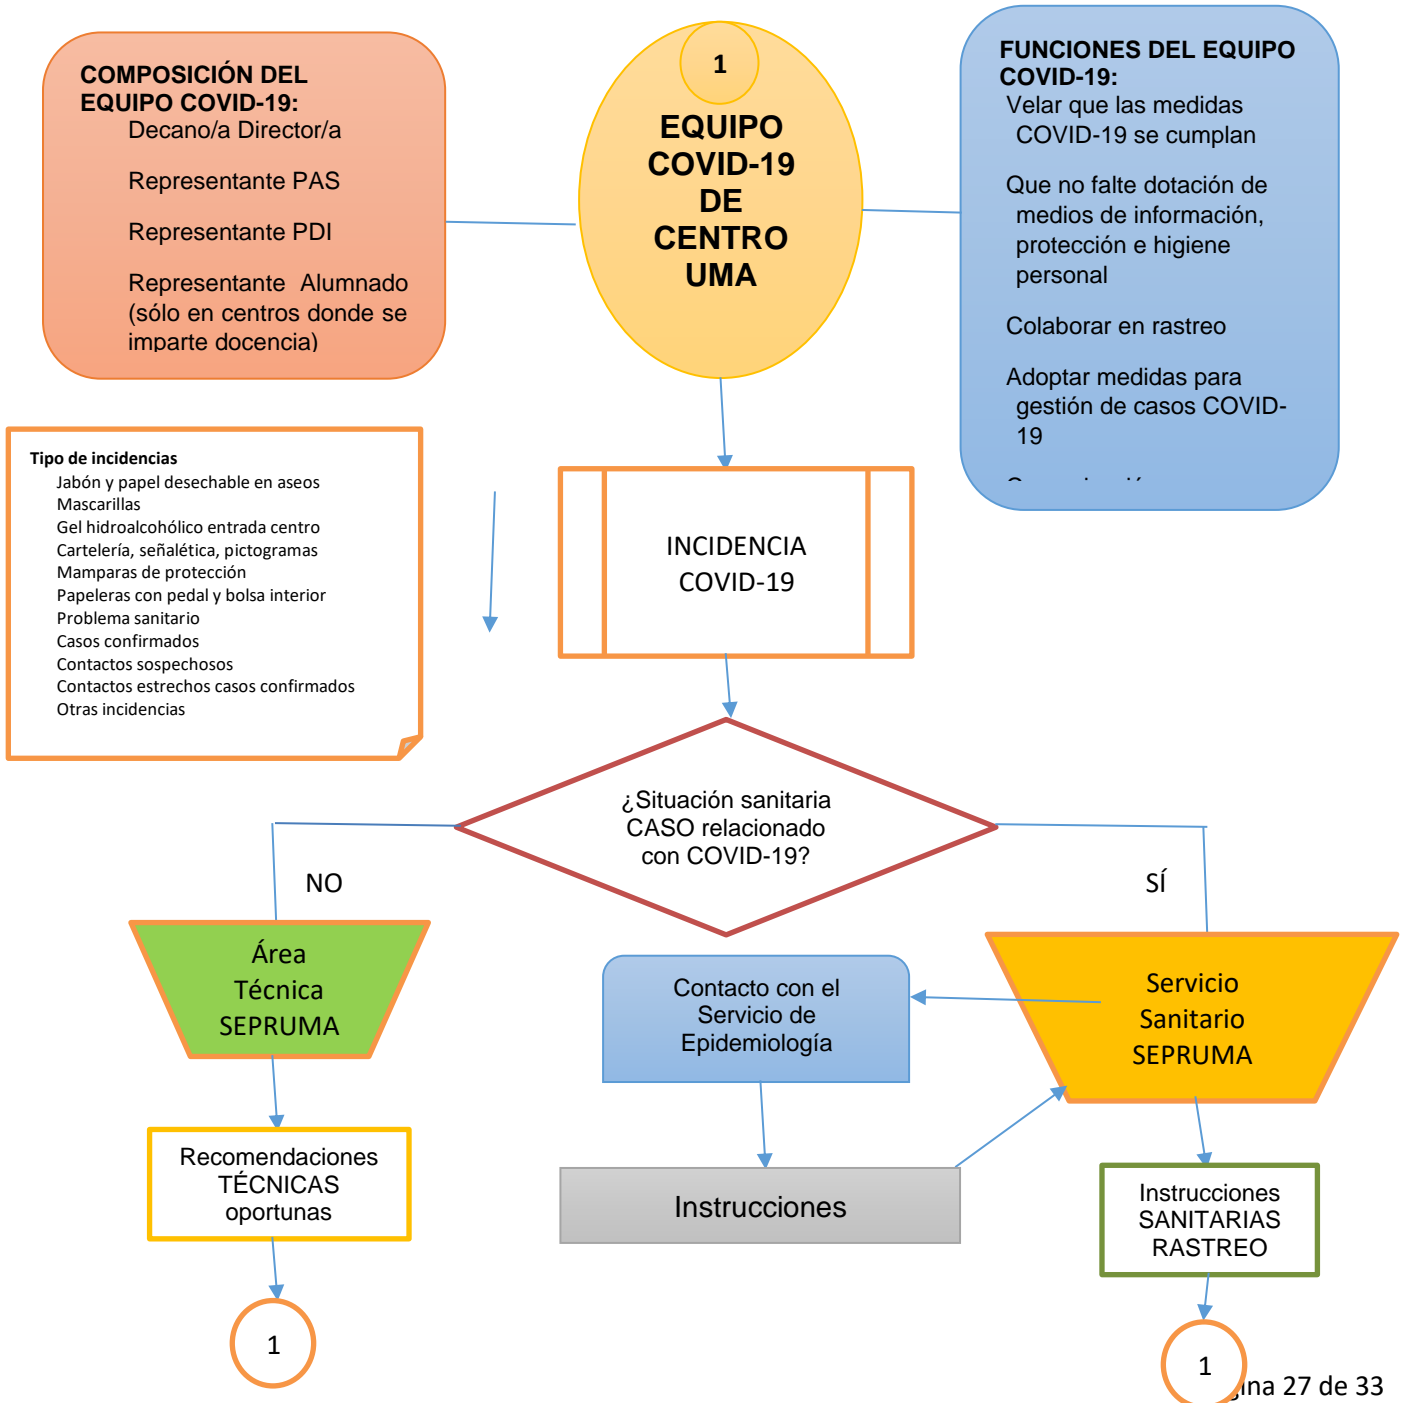 COMPOSICIÓN DEL
EQUIPO COVID-19:
Decano/a Director/a
Representante PAS
Representante PDI
Representante Alumnado
(sólo en centros donde se
imparte docencia)
1
EQUIPO
COVID-19
DE
CENTRO
UMA
FUNCIONES DEL EQUIPO
COVID-19:
Velar que las medidas
COVID-19 se cumplan
Que no falte dotación de
medios de información,
protección e higiene
personal
Colaborar en rastreo
Adoptar medidas para
gestión de casos COVID-
19
Tipo de incidencias
Jabón y papel desechable en aseos
Mascarillas
Gel hidroalcohólico entrada centro
Cartelería, señalética, pictogramas
Mamparas de protección
Papeleras con pedal y bolsa interior
Problema sanitario
Casos confirmados
Contactos sospechosos
Contactos estrechos casos confirmados
Otras incidencias
INCIDENCIA
COVID-19
¿Situación sanitaria
CASO relacionado
con COVID-19?
NO
SÍ
Área
Técnica
SEPRUMA
Contacto con el
Servicio de
Epidemiología
Servicio
Sanitario
SEPRUMA
Recomendaciones
TÉCNICAS
oportunas
Instrucciones
Instrucciones
SANITARIAS
RASTREO
1
1
ina 27 de 33